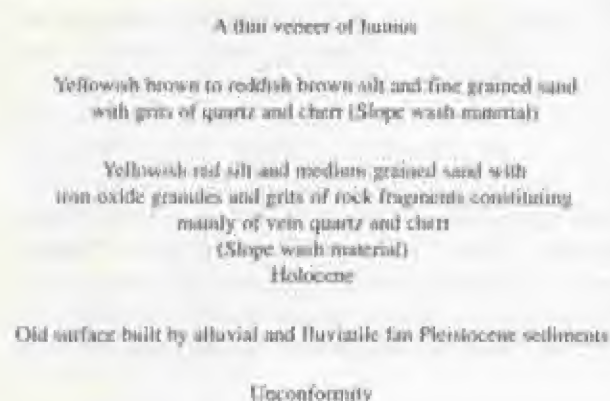 A thin veneer of humus
Yellowish brown to reddish brown silt and fine grained sand
with grits of quartz and chert (Slope wash material)
Yellowish red silt and medium grained sand with
iron oxide granules and grits of rock fragments constituting
mainly of vein quartz and chert
(Slope wash material)
Holocene
Old surface built by alluvial and fluviatile fan Pleistocene sediments
Unconformity